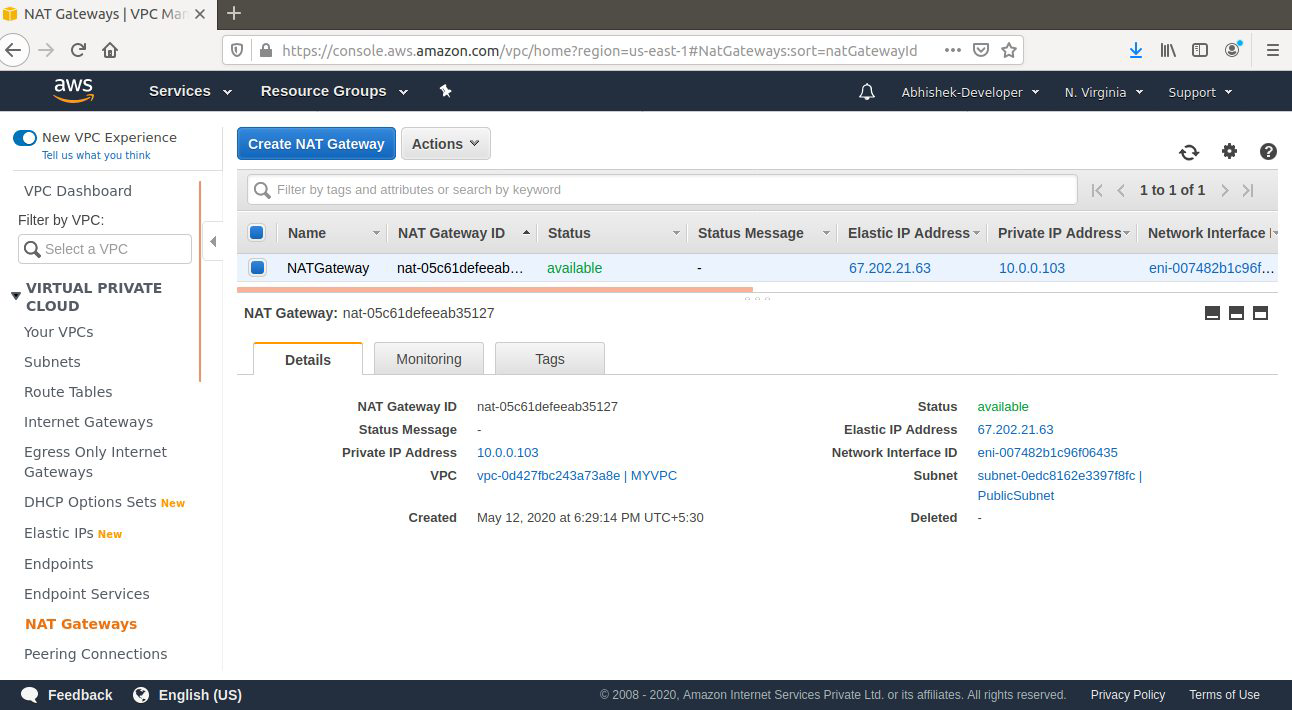 NAT Gateways | VPC Mar
https://console.aws.amazon.com/vpc/home?region=us-east-1#NatGateways:sort=natGatewayId
aws Services Resource Groups Abhishek-Developer N. Virginia Support
New VPC Experience
Tell us what you think
VPC Dashboard
Filter by VPC:
Select a VPC
VIRTUAL PRIVATE
CLOUD
Your VPCs
Subnets
Route Tables
Internet Gateways
Egress Only Internet
Gateways
DHCP Options Sets New
Elastic IPs New
Endpoints
Endpoint Services
NAT Gateways
Peering Connections
Create NAT Gateway Actions
Filter by tags and attributes or search by keyword
1 to 1 of 1
Name NAT Gateway ID Status Status Message Elastic IP Address Private IP Address Network Interface I
NATGateway nat-05c61defeeab... available - 67.202.21.63 10.0.0.103 eni-007482b1c96f...
NAT Gateway: nat-05c61defeeab35127
Details Monitoring Tags
NAT Gateway ID nat-05c61defeeab35127 Status available
Status Message - Elastic IP Address 67.202.21.63
Private IP Address 10.0.0.103 Network Interface ID eni-007482b1c96f06435
VPC vpc-0d427fbc243a73a8e | MYVPC Subnet subnet-0edc8162e3397f8fc |
PublicSubnet
Created May 12, 2020 at 6:29:14 PM UTC+5:30 Deleted -
Feedback English (US) © 2008 - 2020, Amazon Internet Services Private Ltd. or its affiliates. All rights reserved. Privacy Policy Terms of Use